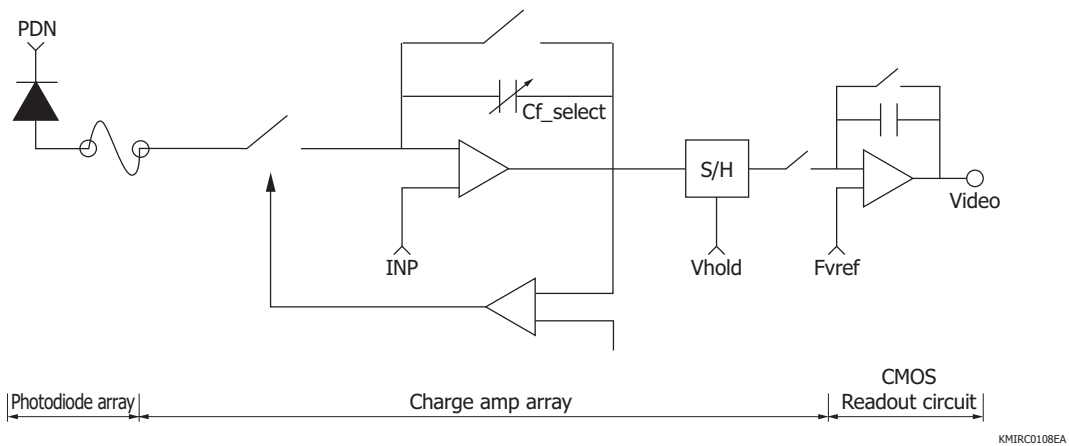 PDN
Cf_select
S/H
Video
INP
Vhold
Fvref
Photodiode array
Charge amp array
CMOS
Readout circuit
KMIRC0108EA